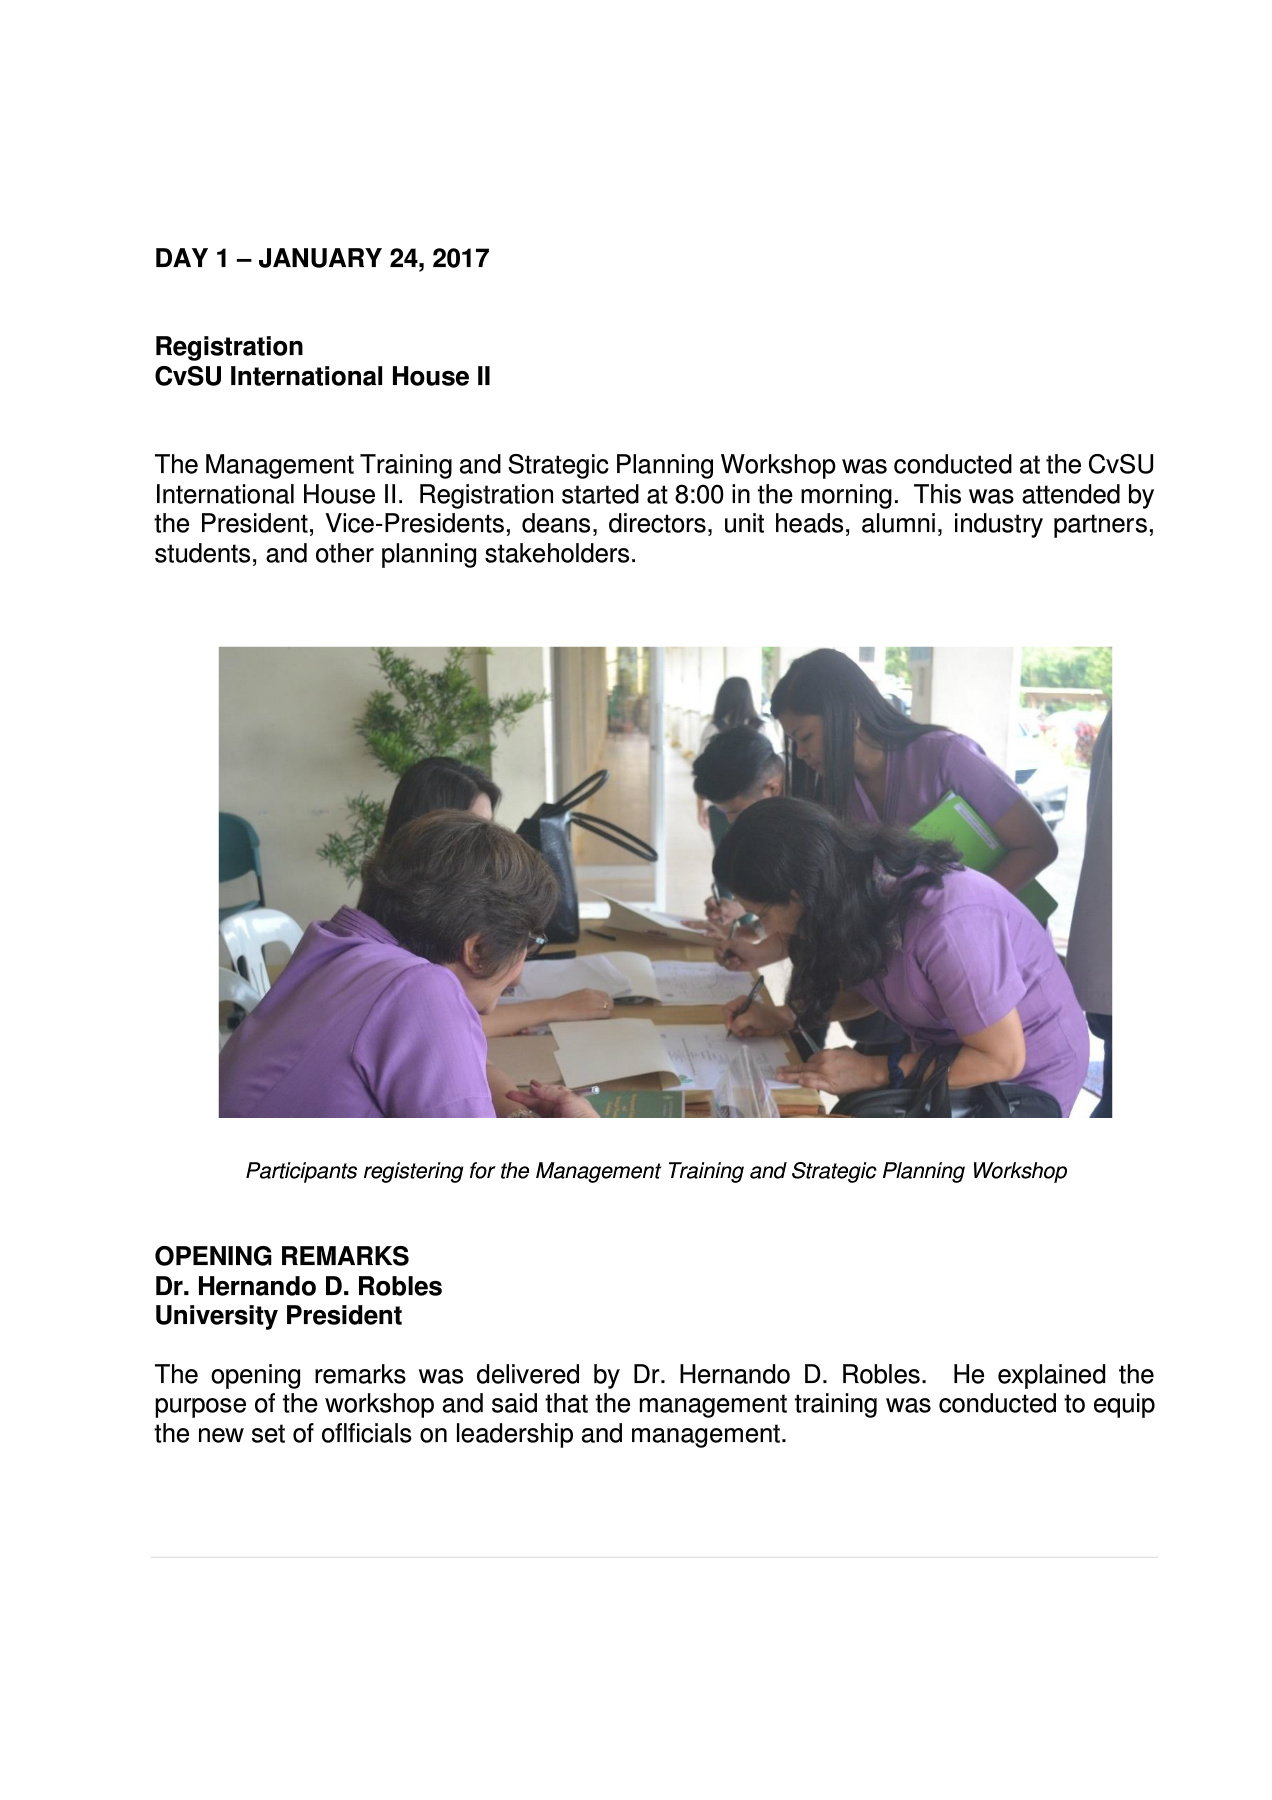 DAY 1 – JANUARY 24, 2017
Registration
CvSU International House II
The Management Training and Strategic Planning Workshop was conducted at the CvSU
International House II.  Registration started at 8:00 in the morning.  This was attended by
the President, Vice-Presidents, deans, directors, unit heads, alumni, industry partners,
students, and other planning stakeholders.
Participants registering for the Management Training and Strategic Planning Workshop
OPENING REMARKS
Dr. Hernando D. Robles
University President
The opening remarks was delivered by Dr. Hernando D. Robles.  He explained the
purpose of the workshop and said that the management training was conducted to equip
the new set of oflficials on leadership and management.